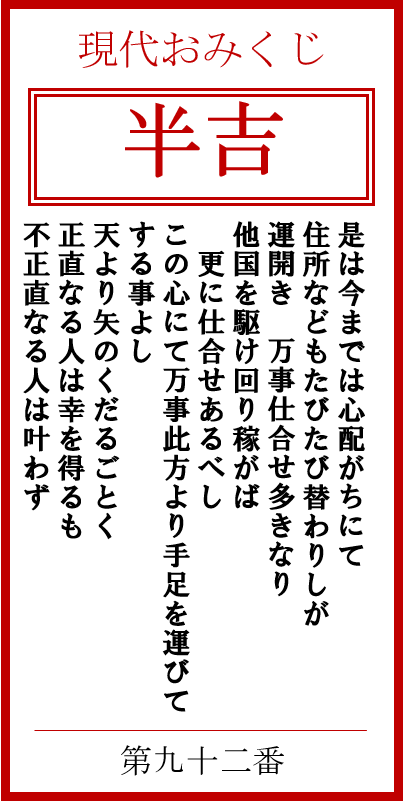 現代おみくじ
半吉
是は今までは心配がちにて
住所などもたびたび替わりしが
運開き　万事仕合せ多きなり
他国を駆け回り稼がば
更に仕合せあるべし
この心にて万事此方より手足を運びて
する事よし
天より矢のくだるごとく
正直なる人は幸を得るも
不正直なる人は叶わず
第九十二番